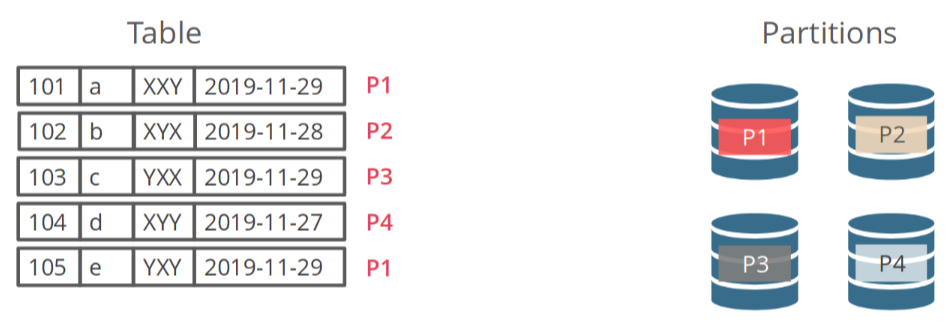 Table
101 a XXY 2019-11-29 P1
102 b XYX 2019-11-28 P2
103 c YXX 2019-11-29 P3
104 d XYY 2019-11-27 P4
105 e YXY 2019-11-29 P1
Partitions
P1 P2
P3 P4